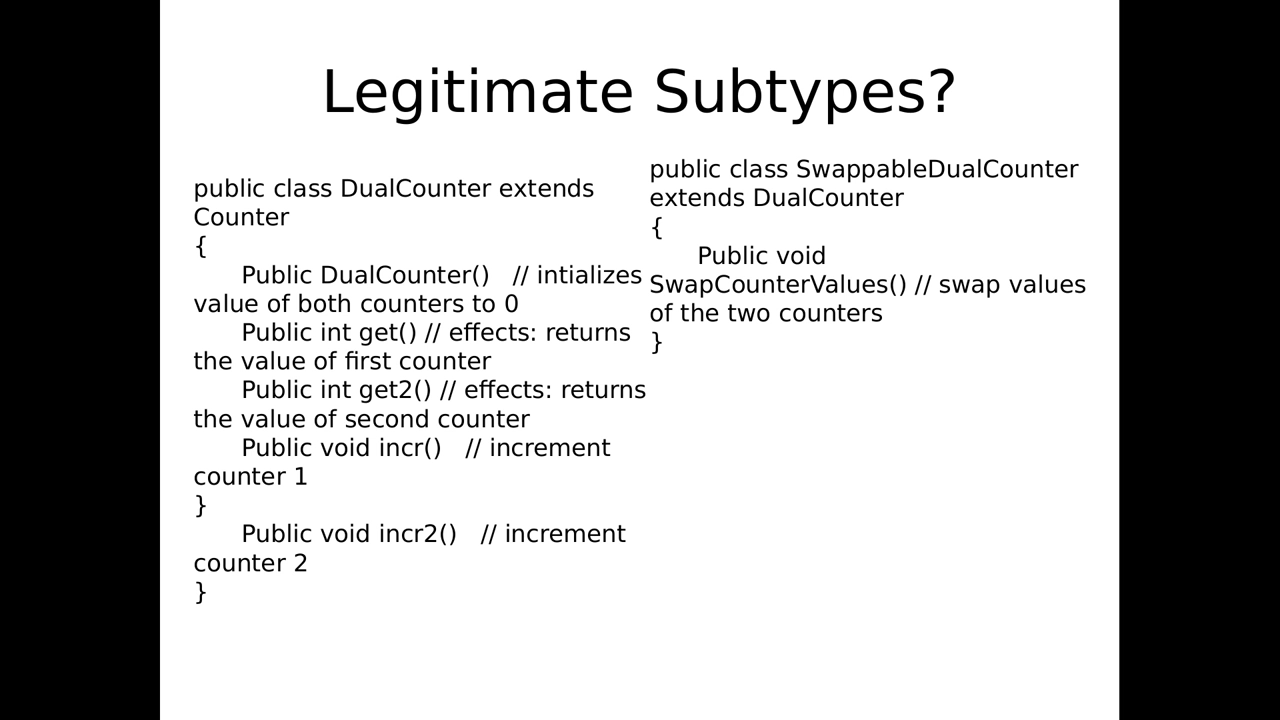 Legitimate Subtypes?
public class DualCounter extends
Counter
{
Public DualCounter() // intializes
value of both counters to 0
Public int get() // effects: returns
the value of first counter
Public int get2() // effects: returns
the value of second counter
Public void incr() // increment
counter 1
}
Public void incr2() // increment
counter 2
}
public class SwappableDualCounter
extends DualCounter
{
Public void
SwapCounterValues() // swap values
of the two counters
}